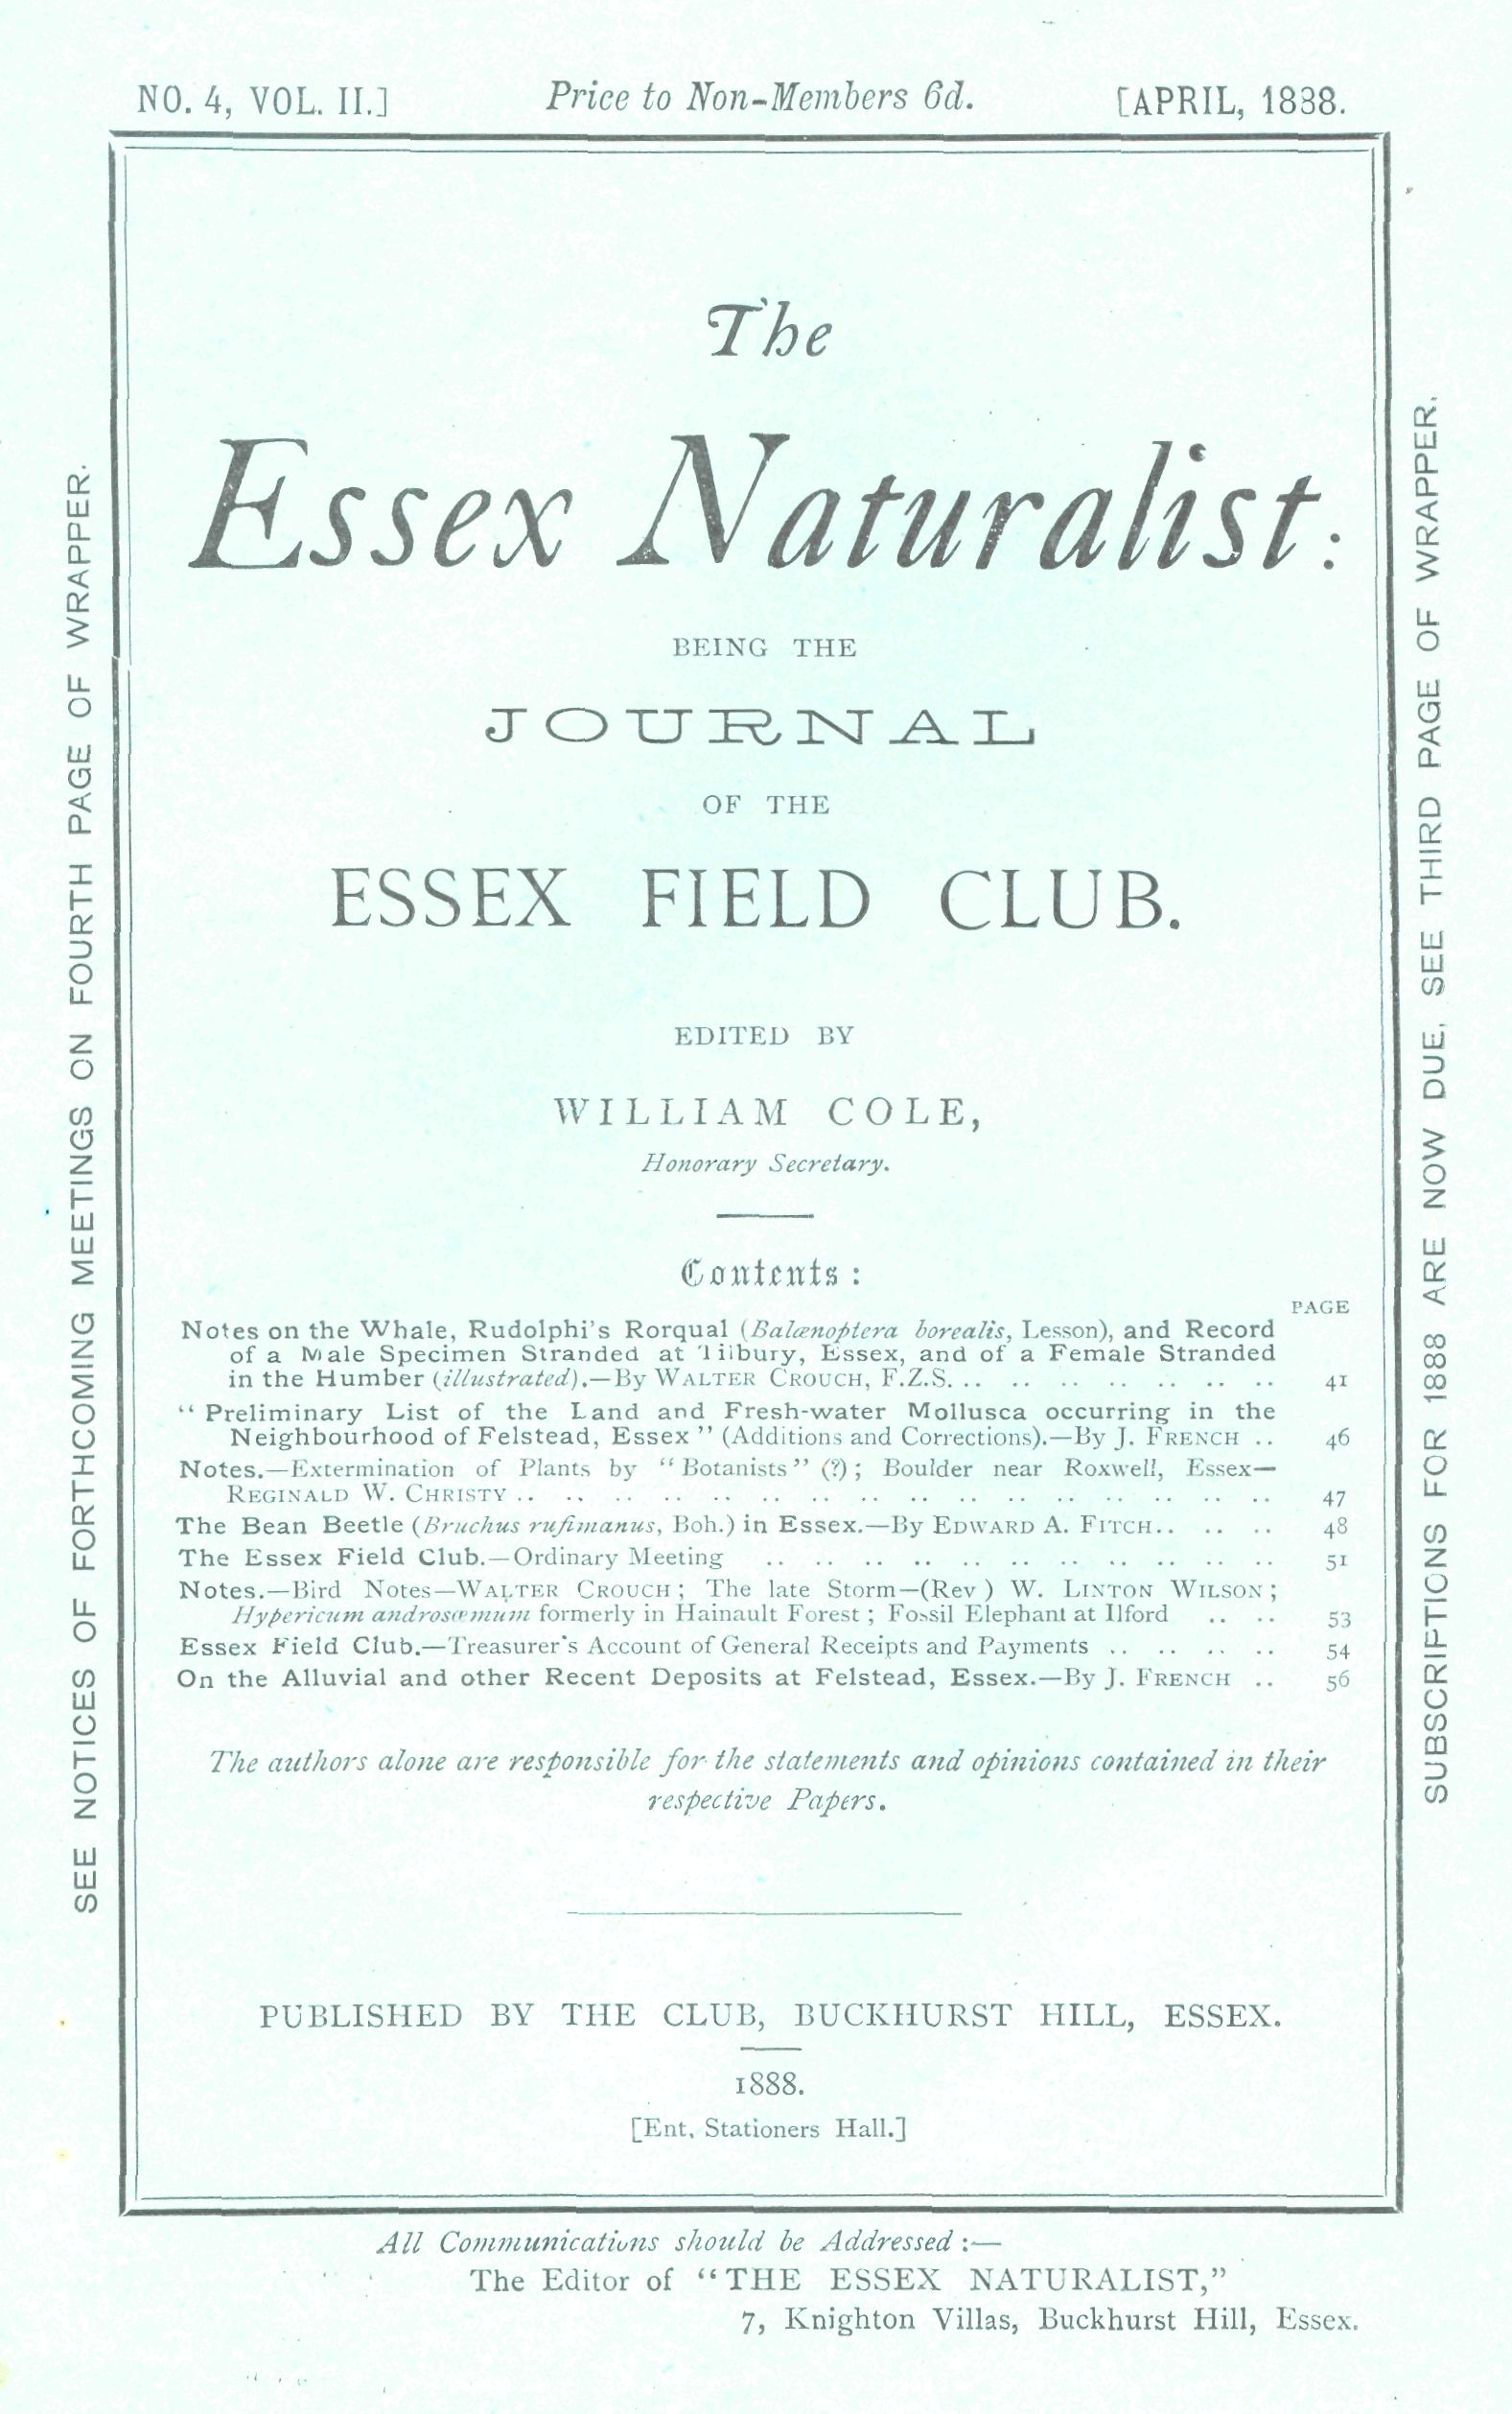 NO. 4, VOL. II.] Price to Non-Members 6d. [APRIL, 1888.
The
Essex Naturalist:
BEING THE
JOURNAL
OF THE
ESSEX FIELD CLUB.
EDITED BY
WILLIAM COLE,
Honorary Secretary.
Contents:
PAGE
Notes on the Whale, Rudolphi's Rorqual (Balænoptera borealis, Lesson), and Record
of a Male Specimen Stranded at Tilbury, Essex, and of a Female Stranded
in the Humber (illustrated).—By WALTER CROUCH, F.Z.S. .. .. .. .. .. .. .. 41
"Preliminary List of the Land and Fresh-water Mollusca occurring in the
Neighbourhood of Felstead, Essex" (Additions and Corrections).—By J. FRENCH .. 46
Notes.—Extermination of Plants by "Botanists" (?); Boulder near Roxwell, Essex—
REGINALD W. CHRISTY .. .. .. .. .. .. .. .. .. .. .. .. .. .. .. .. 47
The Bean Beetle (Bruchus rufimanus, Boh.) in Essex.—By EDWARD A. FITCH.. .. .. 48
The Essex Field Club.—Ordinary Meeting .. .. .. .. .. .. .. .. .. .. .. 51
Notes.—Bird Notes—WALTER CROUCH; The late Storm—(Rev) W. LINTON WILSON;
Hypericum androsæmum formerly in Hainault Forest; Fossil Elephant at Ilford .. .. 53
Essex Field Club.—Treasurer's Account of General Receipts and Payments .. .. .. .. 54
On the Alluvial and other Recent Deposits at Felstead, Essex.—By J. FRENCH .. 56
The authors alone are responsible for the statements and opinions contained in their
respective Papers.
PUBLISHED BY THE CLUB, BUCKHURST HILL, ESSEX.
1888.
[Ent. Stationers Hall.]
All Communications should be Addressed:—
The Editor of "THE ESSEX NATURALIST,"
7, Knighton Villas, Buckhurst Hill, Essex.
SEE NOTICES OF FORTHCOMING MEETINGS ON FOURTH PAGE OF WRAPPER.
SUBSCRIPTIONS FOR 1888 ARE NOW DUE, SEE THIRD PAGE OF WRAPPER.